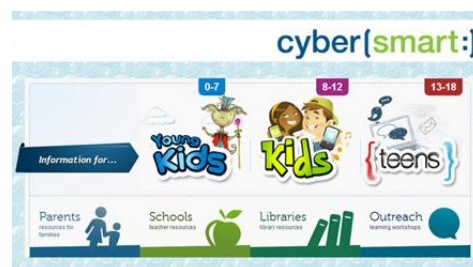 cyber[smart:]
0-7
8-12
13-18
Information for...
Young Kids
Kids
{teens}
Parents
resources for families
Schools
teacher resources
Libraries
library resources
Outreach
learning workshops